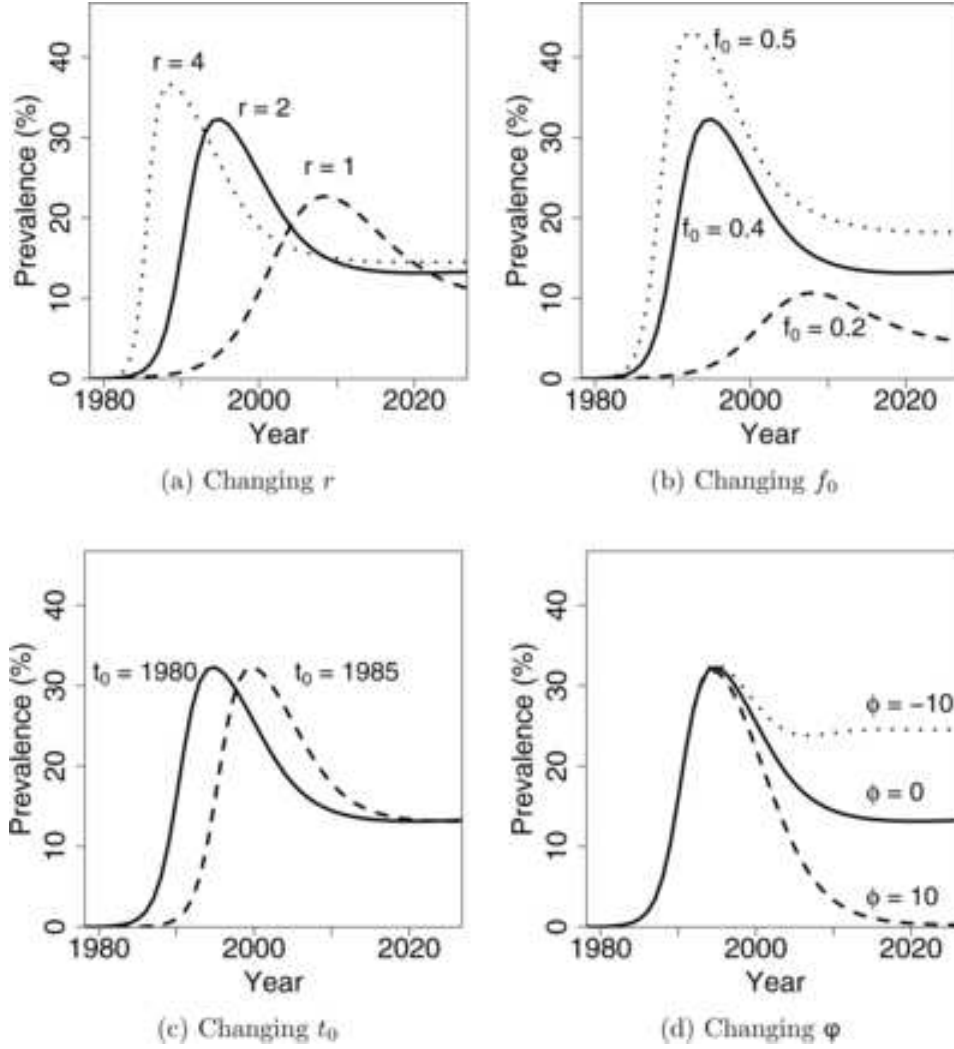 r = 4
r = 2
r = 1
Prevalence (%)
0 10 20 30 40
1980 2000 2020
Year
(a) Changing r
f₀ = 0.5
f₀ = 0.4
f₀ = 0.2
Prevalence (%)
0 10 20 30 40
1980 2000 2020
Year
(b) Changing f₀
t₀ = 1980
t₀ = 1985
Prevalence (%)
0 10 20 30 40
1980 2000 2020
Year
(c) Changing t₀
ϕ = −10
ϕ = 0
ϕ = 10
Prevalence (%)
0 10 20 30 40
1980 2000 2020
Year
(d) Changing φ